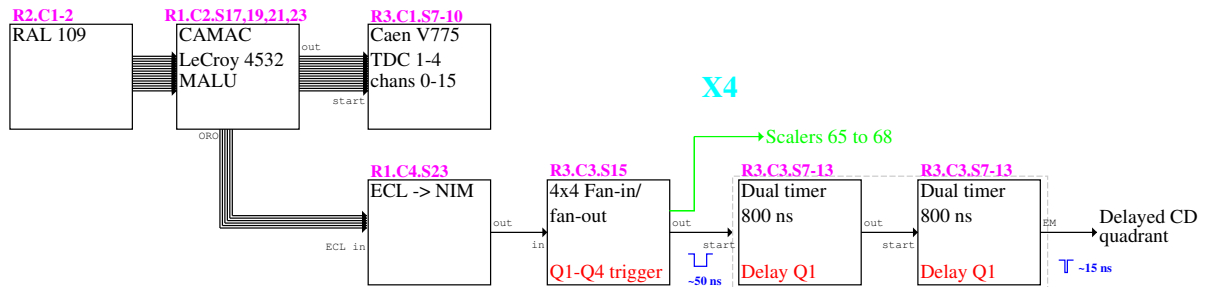 R2.C1-2
RAL 109
R1.C2.S17,19,21,23
CAMAC
LeCroy 4532
MALU
out
ORO
R3.C1.S7-10
Caen V775
TDC 1-4
chans 0-15
start
X4
Scalers 65 to 68
R1.C4.S23
ECL -> NIM
ECL in
out
R3.C3.S15
4x4 Fan-in/
fan-out
Q1-Q4 trigger
in
out
~50 ns
R3.C3.S7-13
Dual timer
800 ns
Delay Q1
start
out
R3.C3.S7-13
Dual timer
800 ns
Delay Q1
start
EM
~15 ns
Delayed CD
quadrant